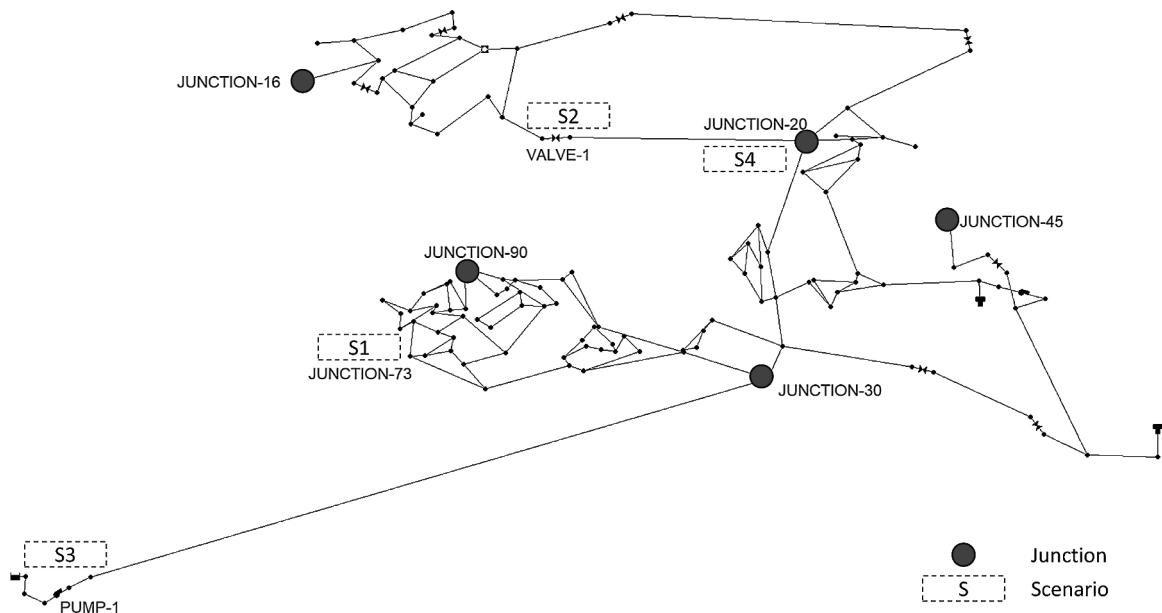 JUNCTION-16
S2
VALVE-1
JUNCTION-20
S4
JUNCTION-45
JUNCTION-90
S1
JUNCTION-73
JUNCTION-30
S3
PUMP-1
Junction
S Scenario